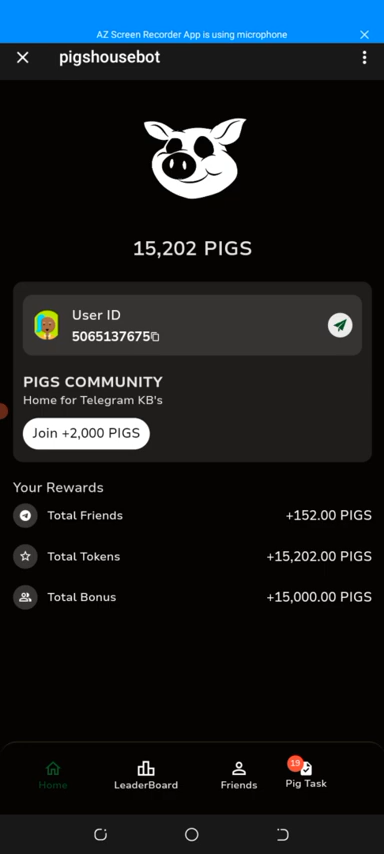 AZ Screen Recorder App is using microphone
pigshousebot
15,202 PIGS
User ID
5065137675
PIGS COMMUNITY
Home for Telegram KB's
Join +2,000 PIGS
Your Rewards
Total Friends +152.00 PIGS
Total Tokens +15,202.00 PIGS
Total Bonus +15,000.00 PIGS
19
Home LeaderBoard Friends Pig Task